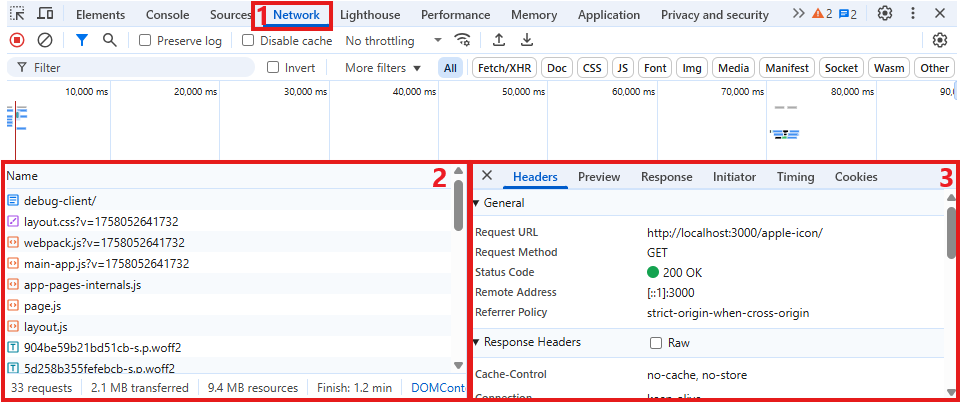 Elements Console Sources 1 Network Lighthouse Performance Memory Application Privacy and security 2 2
Preserve log Disable cache No throttling
Filter Invert More filters All Fetch/XHR Doc CSS JS Font Img Media Manifest Socket Wasm Other
10,000 ms 20,000 ms 30,000 ms 40,000 ms 50,000 ms 60,000 ms 70,000 ms 80,000 ms 90,
Name 2
debug-client/
layout.css?v=1758052641732
webpack.js?v=1758052641732
main-app.js?v=1758052641732
app-pages-internals.js
page.js
layout.js
904be59b21bd51cb-s.p.woff2
5d258b355fefebcb-s.p.woff2
33 requests 2.1 MB transferred 9.4 MB resources Finish: 1.2 min DOMConte
Headers Preview Response Initiator Timing Cookies 3
General
Request URL http://localhost:3000/apple-icon/
Request Method GET
Status Code 200 OK
Remote Address [::1]:3000
Referrer Policy strict-origin-when-cross-origin
Response Headers Raw
Cache-Control no-cache, no-store
Connection keep-alive